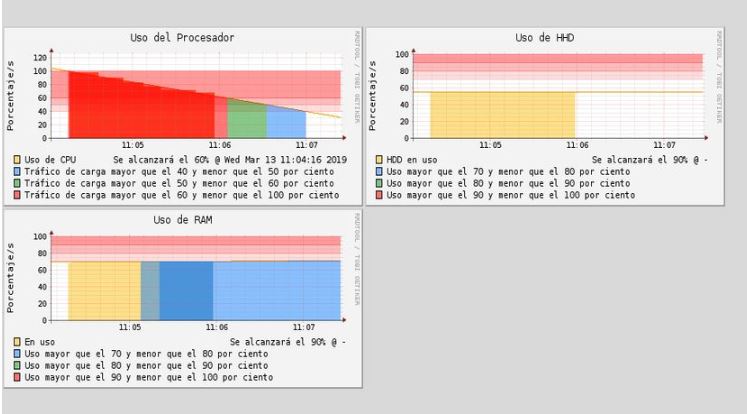 Uso del Procesador
RRDTOOL / TOBI OETIKER
Porcentaje/s
120
100
80
60
40
20
0
11:05 11:06 11:07
Uso de CPU Se alcanzará el 60% @ Wed Mar 13 11:04:16 2019
Tráfico de carga mayor que el 40 y menor que el 50 por ciento
Tráfico de carga mayor que el 50 y menor que el 60 por ciento
Tráfico de carga mayor que el 60 y menor que el 100 por ciento
Uso de HHD
RRDTOOL / TOBI OETIKER
Porcentaje/s
100
80
60
40
20
0
11:05 11:06 11:07
HDD en uso Se alcanzará el 90% @ -
Uso mayor que el 70 y menor que el 80 por ciento
Uso mayor que el 80 y menor que el 90 por ciento
Uso mayor que el 90 y menor que el 100 por ciento
Uso de RAM
RRDTOOL / TOBI OETIKER
Porcentaje/s
100
80
60
40
20
0
11:05 11:06 11:07
En uso Se alcanzará el 90% @ -
Uso mayor que el 70 y menor que el 80 por ciento
Uso mayor que el 80 y menor que el 90 por ciento
Uso mayor que el 90 y menor que el 100 por ciento